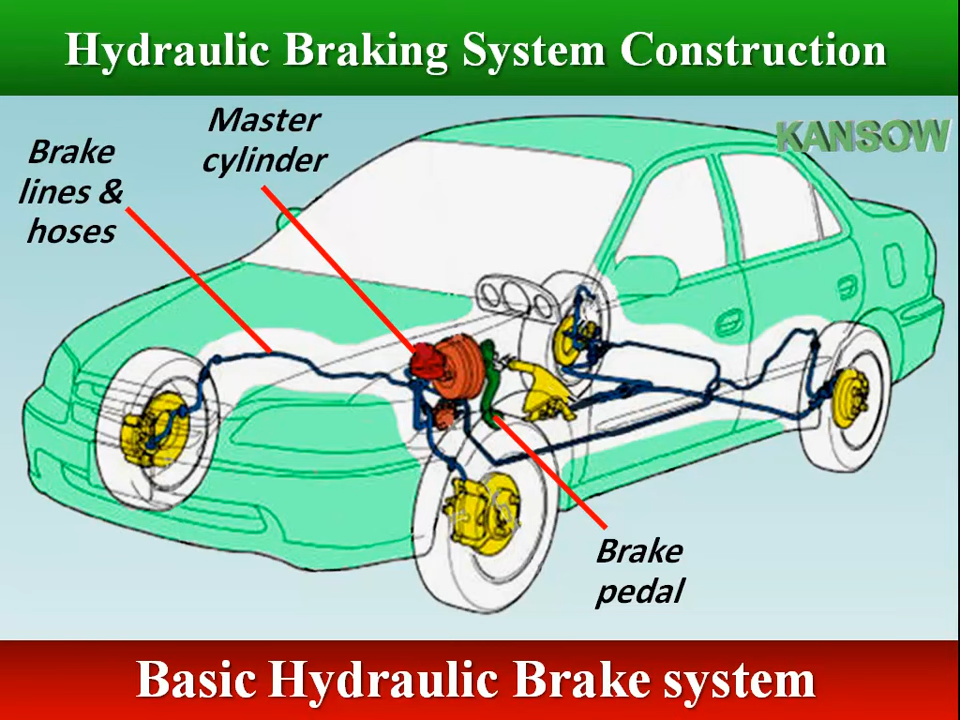 Hydraulic Braking System Construction
KANSOW
Master
cylinder
Brake
lines &
hoses
Brake
pedal
Basic Hydraulic Brake system